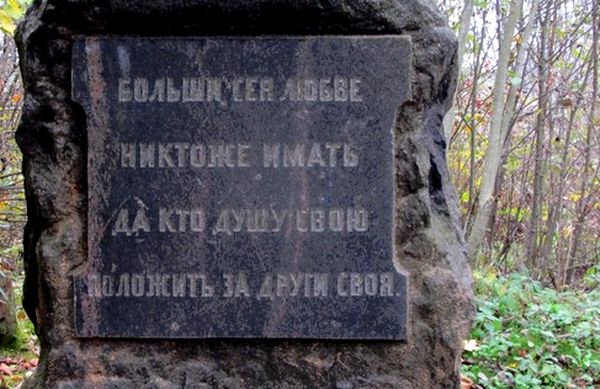 БОЛЬШИ СЕЯ ЛЮБВЕ
НИКТОЖЕ ИМАТЬ
ДА КТО ДУШУ СВОЮ
ПОЛОЖИТЬ ЗА ДРУГИ СВОЯ.